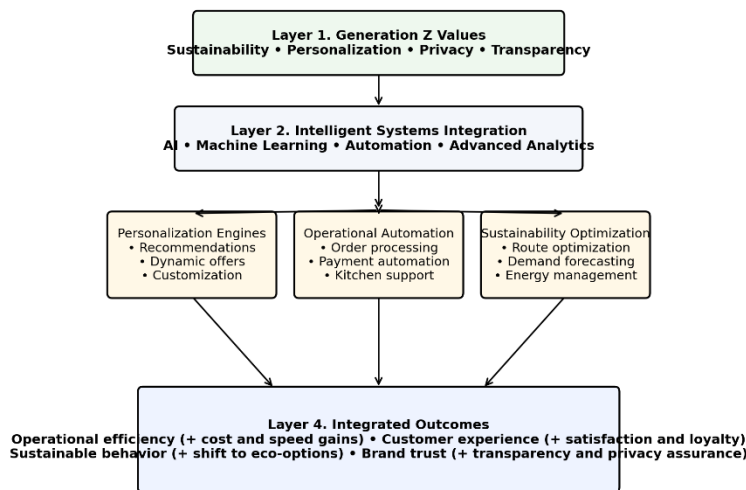 Layer 1. Generation Z Values
Sustainability • Personalization • Privacy • Transparency
Layer 2. Intelligent Systems Integration
AI • Machine Learning • Automation • Advanced Analytics
Personalization Engines
• Recommendations
• Dynamic offers
• Customization
Operational Automation
• Order processing
• Payment automation
• Kitchen support
Sustainability Optimization
• Route optimization
• Demand forecasting
• Energy management
Layer 4. Integrated Outcomes
Operational efficiency (+ cost and speed gains) • Customer experience (+ satisfaction and loyalty)
Sustainable behavior (+ shift to eco-options) • Brand trust (+ transparency and privacy assurance)